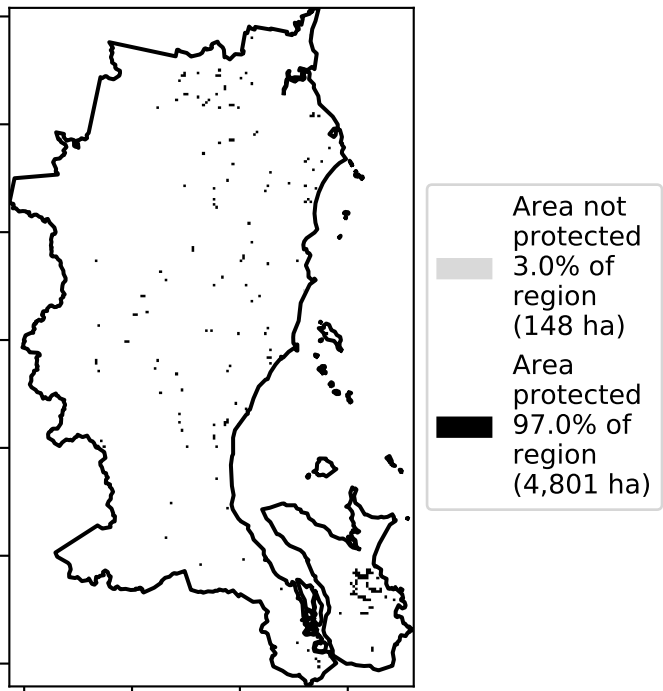 Area not
protected
3.0% of
region
(148 ha)
Area
protected
97.0% of
region
(4,801 ha)